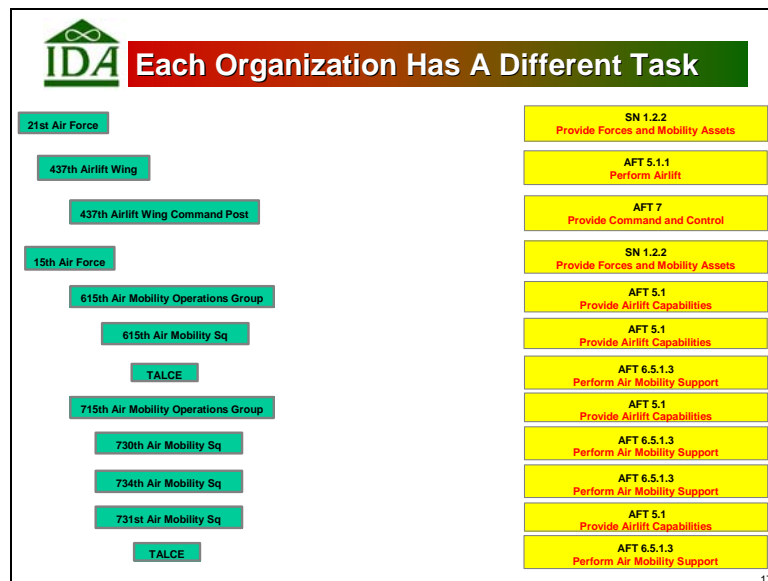 IDA
Each Organization Has A Different Task
21st Air Force
SN 1.2.2
Provide Forces and Mobility Assets
437th Airlift Wing
AFT 5.1.1
Perform Airlift
437th Airlift Wing Command Post
AFT 7
Provide Command and Control
15th Air Force
SN 1.2.2
Provide Forces and Mobility Assets
615th Air Mobility Operations Group
AFT 5.1
Provide Airlift Capabilities
615th Air Mobility Sq
AFT 5.1
Provide Airlift Capabilities
TALCE
AFT 6.5.1.3
Perform Air Mobility Support
715th Air Mobility Operations Group
AFT 5.1
Provide Airlift Capabilities
730th Air Mobility Sq
AFT 6.5.1.3
Perform Air Mobility Support
734th Air Mobility Sq
AFT 6.5.1.3
Perform Air Mobility Support
731st Air Mobility Sq
AFT 5.1
Provide Airlift Capabilities
TALCE
AFT 6.5.1.3
Perform Air Mobility Support